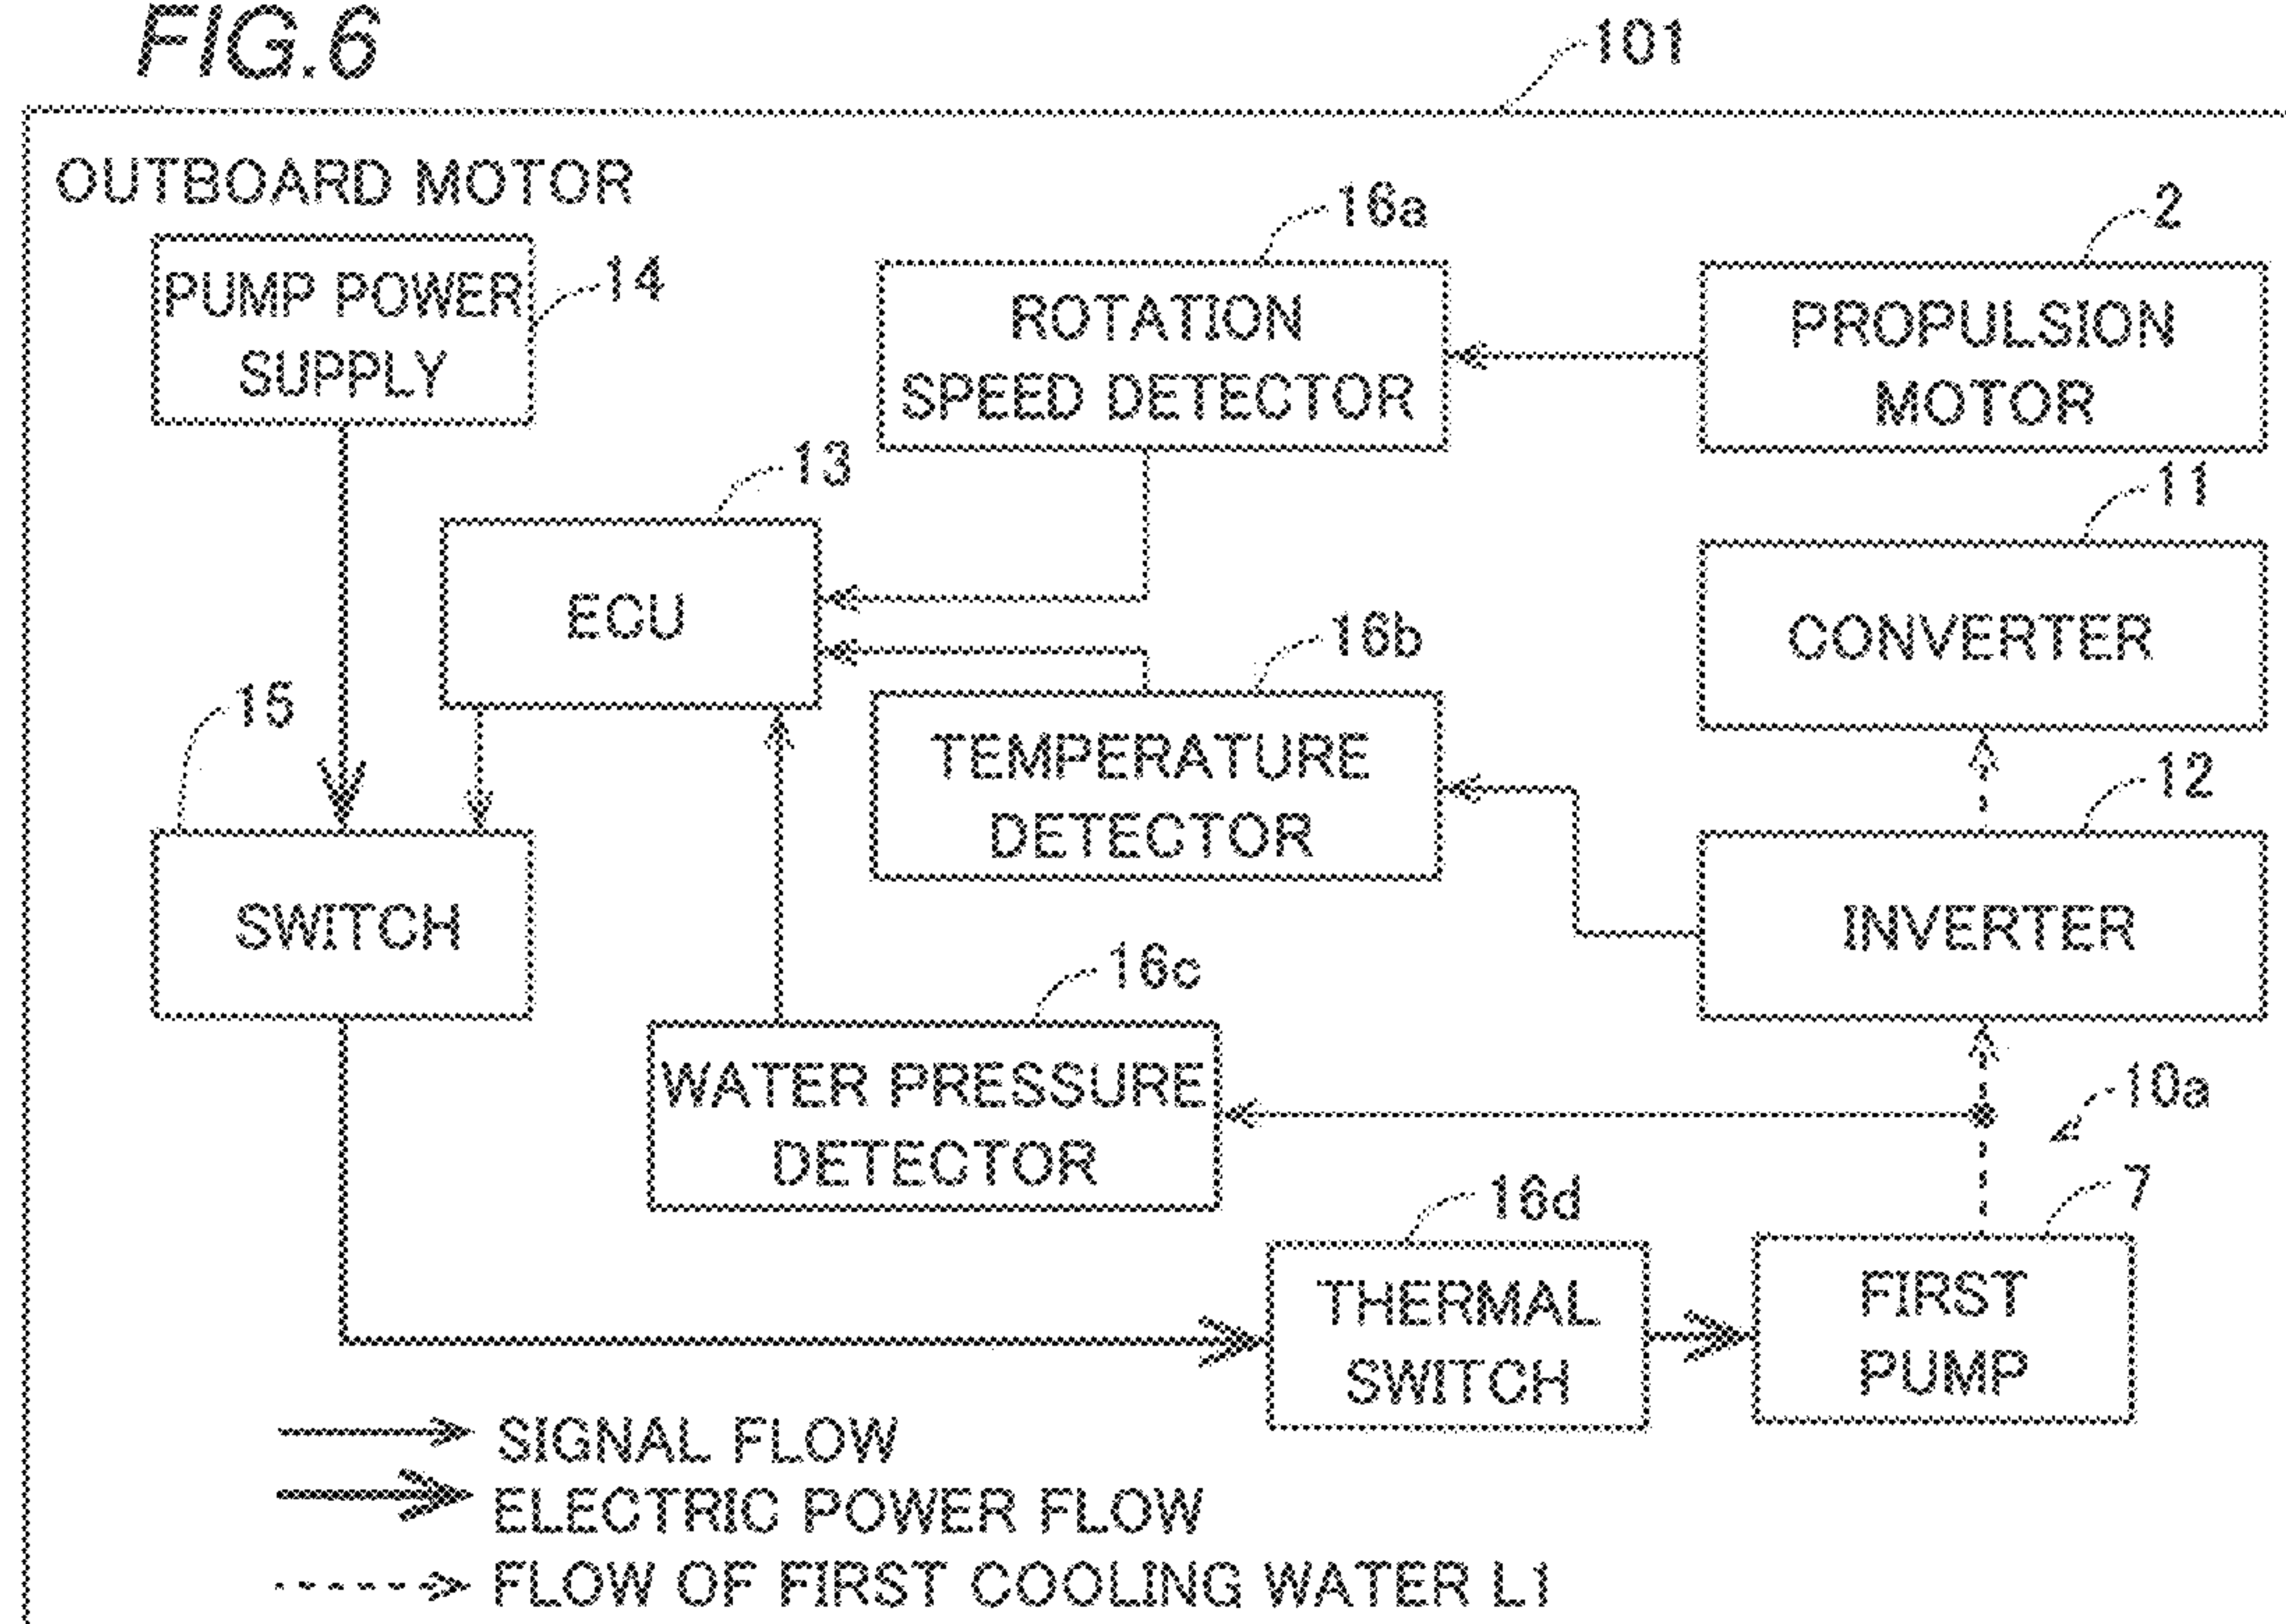 FIG.6
101
OUTBOARD MOTOR
PUMP POWER
SUPPLY
14
16a
ROTATION
SPEED DETECTOR
2
PROPULSION
MOTOR
13
ECU
11
CONVERTER
16b
TEMPERATURE
DETECTOR
15
SWITCH
12
INVERTER
16c
WATER PRESSURE
DETECTOR
10a
16d
THERMAL
SWITCH
7
FIRST
PUMP
SIGNAL FLOW
ELECTRIC POWER FLOW
FLOW OF FIRST COOLING WATER L1